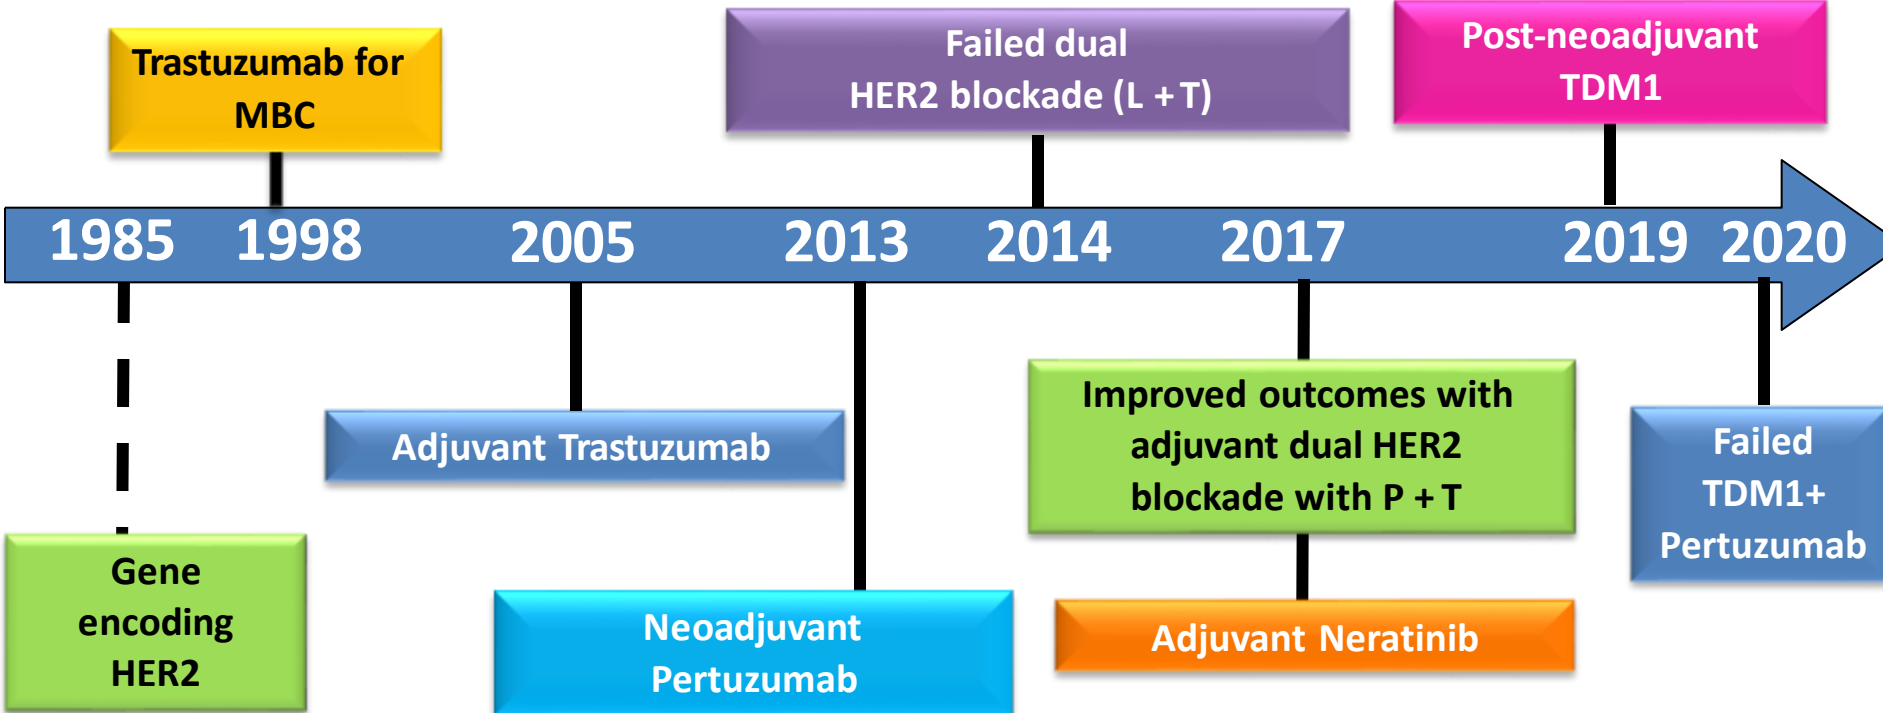 Trastuzumab for
MBC
Failed dual
HER2 blockade (L + T)
Post-neoadjuvant
TDM1
1985 1998 2005 2013 2014 2017 2019 2020
Gene
encoding
HER2
Adjuvant Trastuzumab
Neoadjuvant
Pertuzumab
Improved outcomes with
adjuvant dual HER2
blockade with P + T
Adjuvant Neratinib
Failed
TDM1+
Pertuzumab